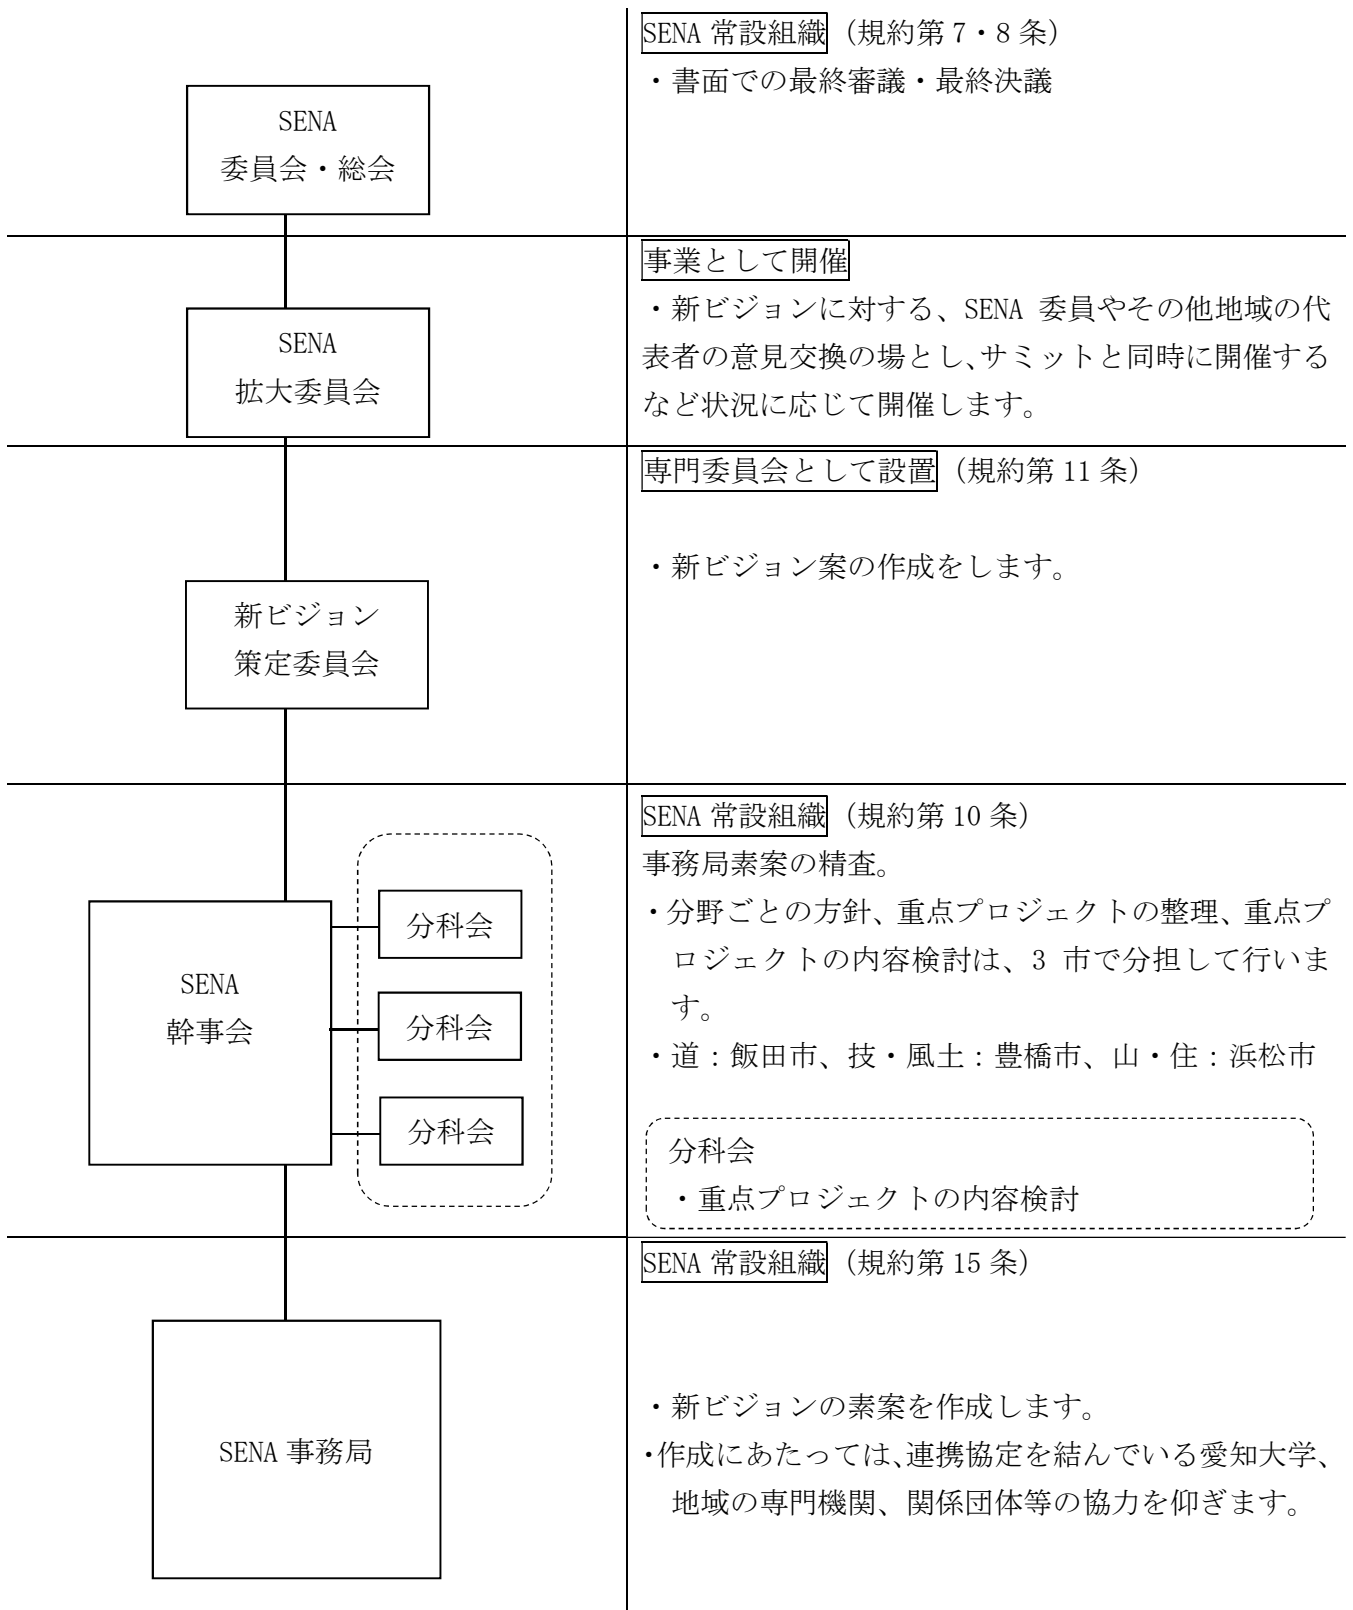 SENA 常設組織（規約第 7・8 条）
・書面での最終審議・最終決議
SENA
委員会・総会
事業として開催
・新ビジョンに対する、SENA 委員やその他地域の代
表者の意見交換の場とし、サミットと同時に開催する
など状況に応じて開催します。
SENA
拡大委員会
専門委員会として設置（規約第 11 条）
・新ビジョン案の作成をします。
新ビジョン
策定委員会
SENA 常設組織（規約第 10 条）
事務局素案の精査。
・分野ごとの方針、重点プロジェクトの整理、重点プ
ロジェクトの内容検討は、3 市で分担して行いま
す。
・道：飯田市、技・風土：豊橋市、山・住：浜松市
分科会
・重点プロジェクトの内容検討
SENA
幹事会
分科会
分科会
分科会
SENA 常設組織（規約第 15 条）
・新ビジョンの素案を作成します。
・作成にあたっては、連携協定を結んでいる愛知大学、
地域の専門機関、関係団体等の協力を仰ぎます。
SENA 事務局